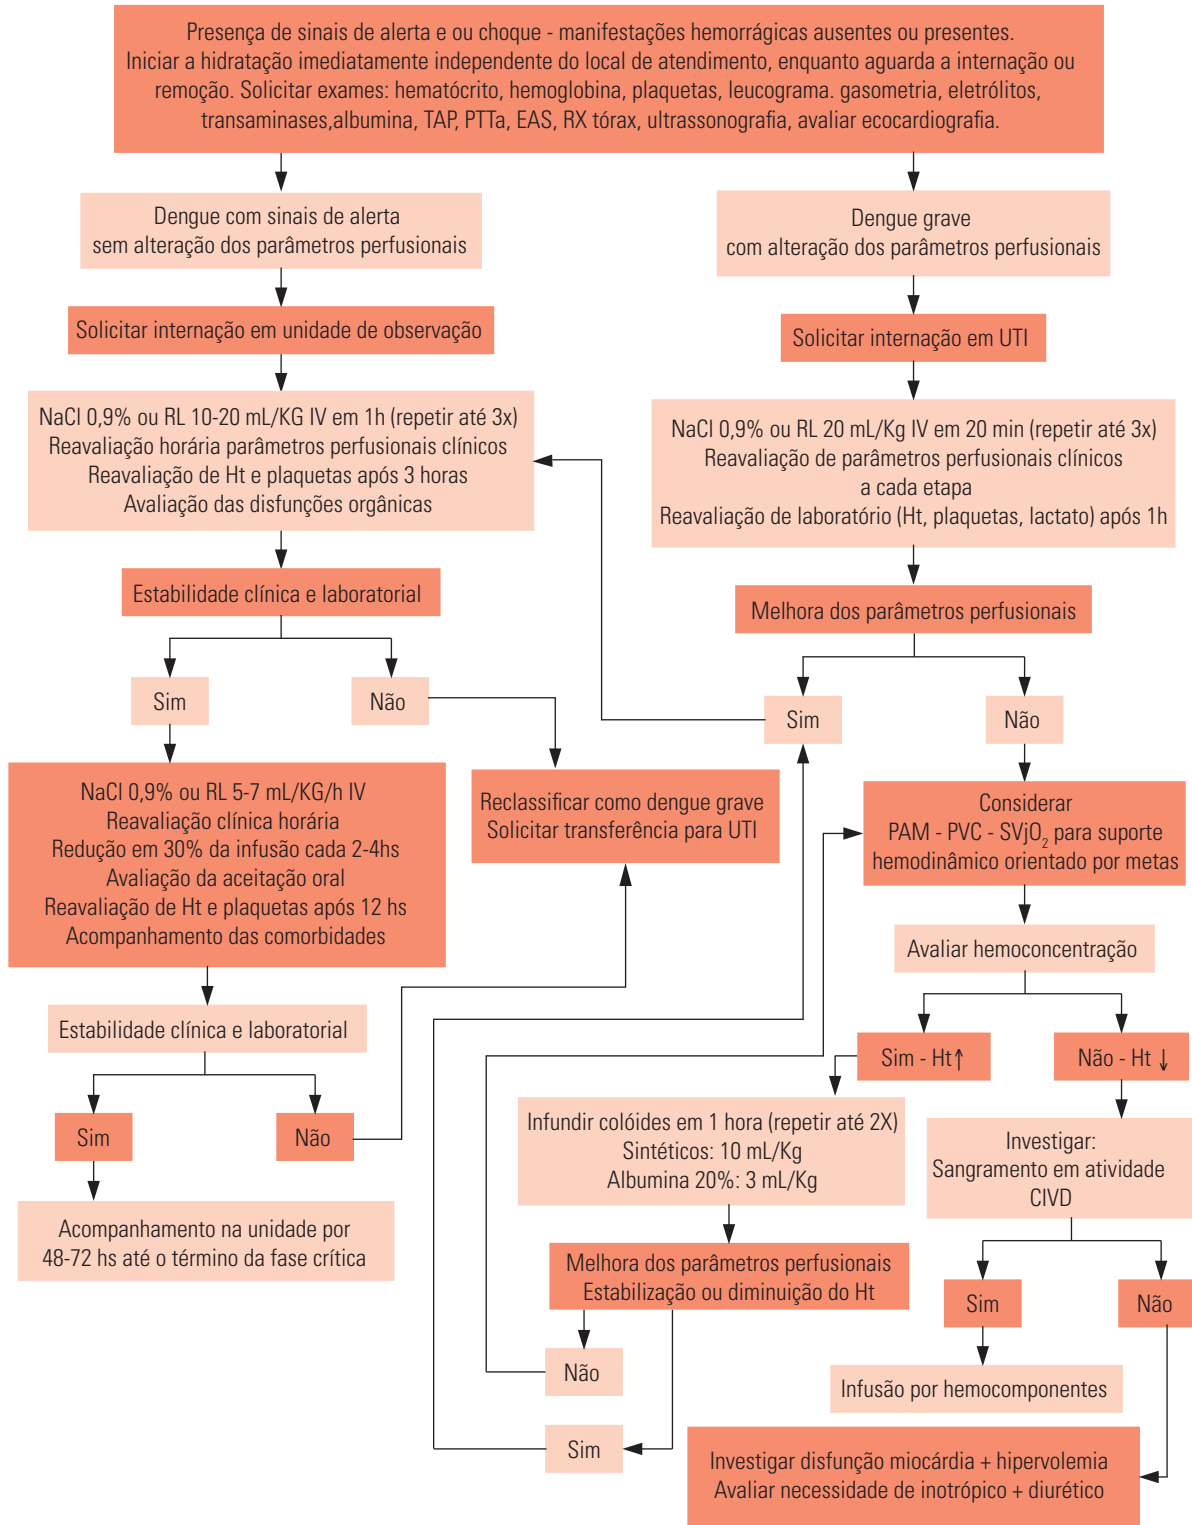 Presença de sinais de alerta e ou choque - manifestações hemorrágicas ausentes ou presentes.
Iniciar a hidratação imediatamente independente do local de atendimento, enquanto aguarda a internação ou
remoção. Solicitar exames: hematócrito, hemoglobina, plaquetas, leucograma. gasometria, eletrólitos,
transaminases,albumina, TAP, PTTa, EAS, RX tórax, ultrassonografia, avaliar ecocardiografia.
Dengue com sinais de alerta
sem alteração dos parâmetros perfusionais
Solicitar internação em unidade de observação
NaCl 0,9% ou RL 10-20 mL/KG IV em 1h (repetir até 3x)
Reavaliação horária parâmetros perfusionais clínicos
Reavaliação de Ht e plaquetas após 3 horas
Avaliação das disfunções orgânicas
Estabilidade clínica e laboratorial
Sim
Não
NaCl 0,9% ou RL 5-7 mL/KG/h IV
Reavaliação clínica horária
Redução em 30% da infusão cada 2-4hs
Avaliação da aceitação oral
Reavaliação de Ht e plaquetas após 12 hs
Acompanhamento das comorbidades
Reclassificar como dengue grave
Solicitar transferência para UTI
Estabilidade clínica e laboratorial
Sim
Não
Acompanhamento na unidade por
48-72 hs até o término da fase crítica
Dengue grave
com alteração dos parâmetros perfusionais
Solicitar internação em UTI
NaCl 0,9% ou RL 20 mL/Kg IV em 20 min (repetir até 3x)
Reavaliação de parâmetros perfusionais clínicos
a cada etapa
Reavaliação de laboratório (Ht, plaquetas, lactato) após 1h
Melhora dos parâmetros perfusionais
Sim
Não
Considerar
PAM - PVC - SVjO₂ para suporte
hemodinâmico orientado por metas
Avaliar hemoconcentração
Sim - Ht↑
Não - Ht ↓
Infundir colóides em 1 hora (repetir até 2X)
Sintéticos: 10 mL/Kg
Albumina 20%: 3 mL/Kg
Melhora dos parâmetros perfusionais
Estabilização ou diminuição do Ht
Não
Sim
Investigar:
Sangramento em atividade
CIVD
Sim
Não
Infusão por hemocomponentes
Investigar disfunção miocárdia + hipervolemia
Avaliar necessidade de inotrópico + diurético